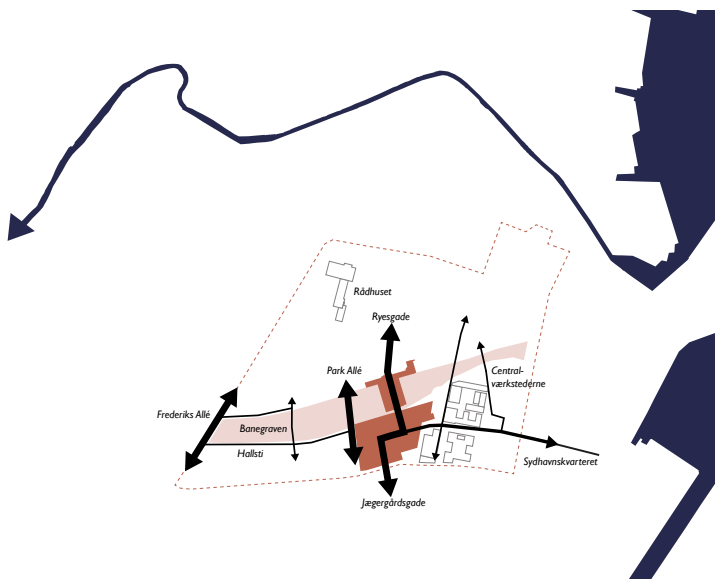 Rådhuset
Ryesgade
Park Allé
Central-
værkstederne
Frederiks Allé
Banegraven
Hallsti
Sydhavnskvarteret
Jægergårdsgade